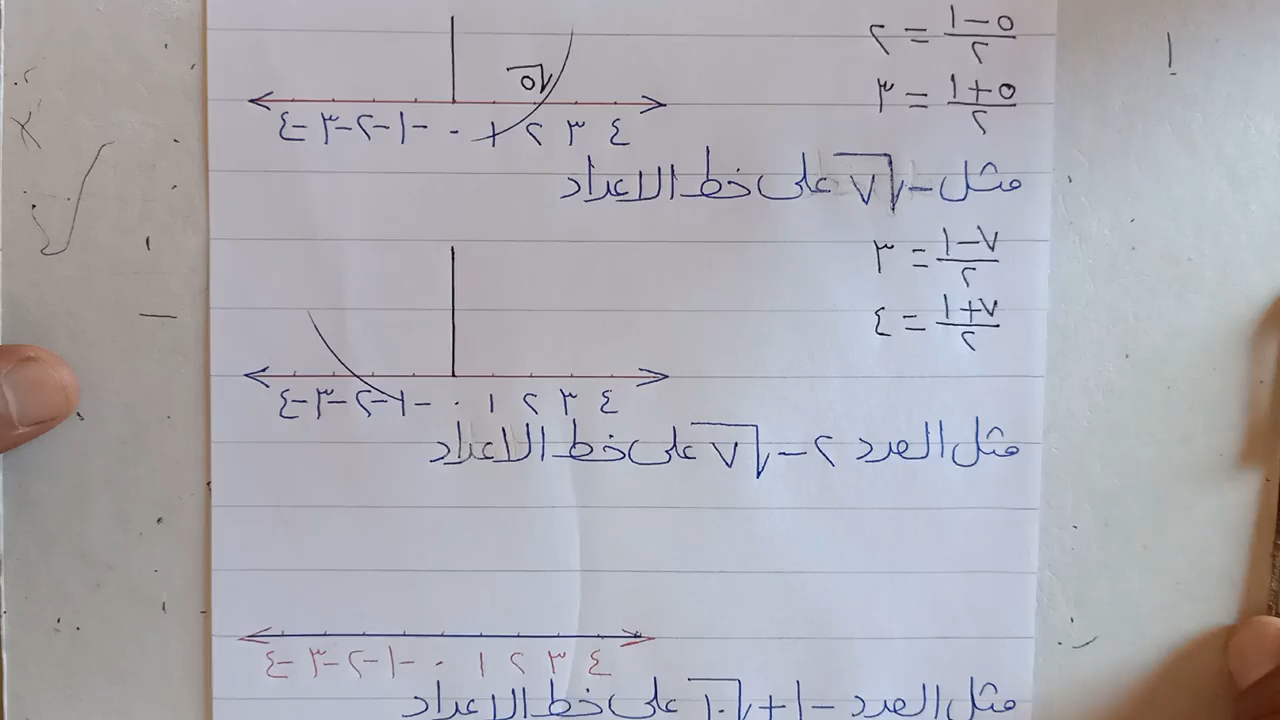 ٥-١/٢ = ٢
٥+١/٢ = ٣
√٥
-٤ -٣ -٢ -١ ٠ ١ ٢ ٣ ٤
مثل -√٧ على خط الاعداد
٧-١/٢ = ٣
٧+١/٢ = ٤
-٤ -٣ -٢ -١ ٠ ١ ٢ ٣ ٤
مثل العدد ٢-√٧ على خط الاعداد
-٤ -٣ -٢ -١ ٠ ١ ٢ ٣ ٤
مثل العدد -١+√١٠ على خط الاعداد